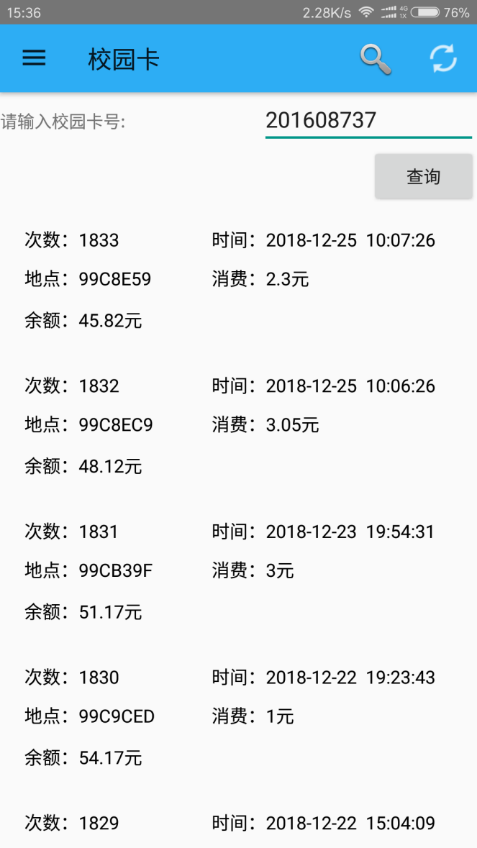 15:36 2.28K/s 4G 1X 76%
校园卡
请输入校园卡号: 201608737
查询
次数：1833 时间：2018-12-25 10:07:26
地点：99C8E59 消费：2.3元
余额：45.82元
次数：1832 时间：2018-12-25 10:06:26
地点：99C8EC9 消费：3.05元
余额：48.12元
次数：1831 时间：2018-12-23 19:54:31
地点：99CB39F 消费：3元
余额：51.17元
次数：1830 时间：2018-12-22 19:23:43
地点：99C9CED 消费：1元
余额：54.17元
次数：1829 时间：2018-12-22 15:04:09